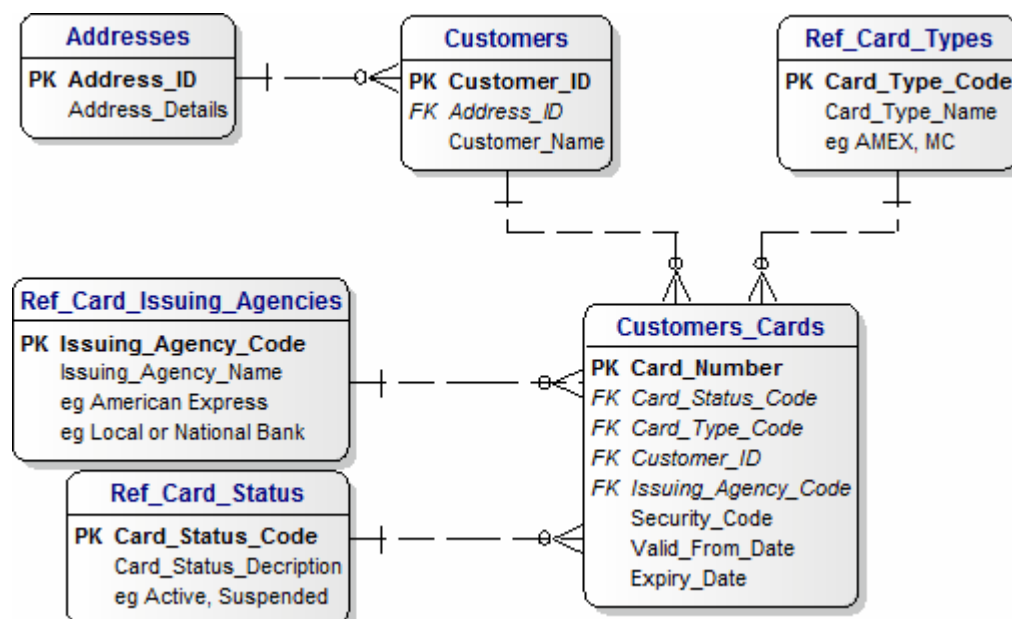 Addresses
PK Address_ID
Address_Details
Customers
PK Customer_ID
FK Address_ID
Customer_Name
Ref_Card_Types
PK Card_Type_Code
Card_Type_Name
eg AMEX, MC
Ref_Card_Issuing_Agencies
PK Issuing_Agency_Code
Issuing_Agency_Name
eg American Express
eg Local or National Bank
Customers_Cards
PK Card_Number
FK Card_Status_Code
FK Card_Type_Code
FK Customer_ID
FK Issuing_Agency_Code
Security_Code
Valid_From_Date
Expiry_Date
Ref_Card_Status
PK Card_Status_Code
Card_Status_Decription
eg Active, Suspended